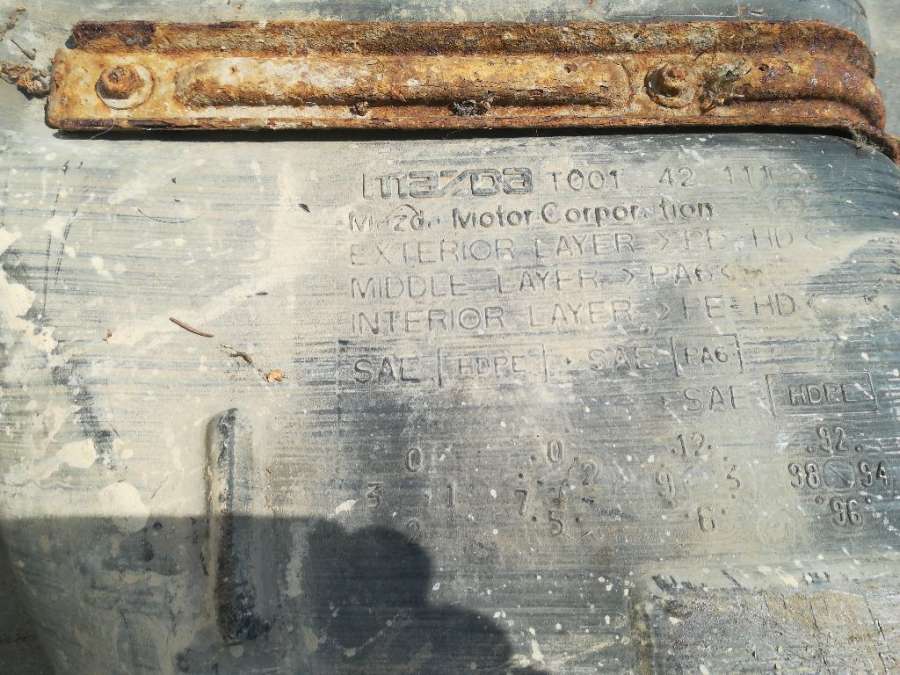 mazda T001 42 111
Mazda Motor Corporation
EXTERIOR LAYER >PE-HD<
MIDDLE LAYER >PA6<
INTERIOR LAYER >PE-HD<
SAE HDPE SAE PA6
SAE HDPE
0 0 12 92
3 1 7 2 9 3 98 94
5 6 96